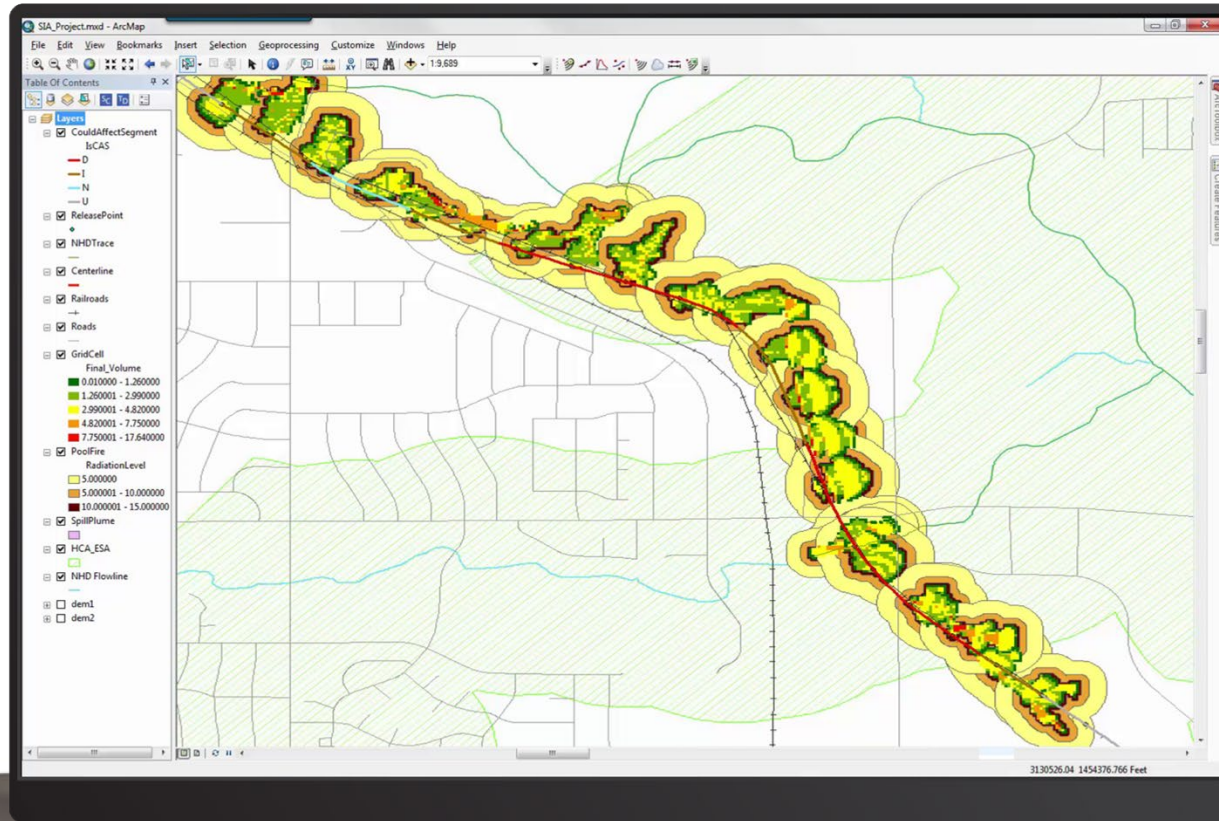 SIA_Project.mxd - ArcMap
File Edit View Bookmarks Insert Selection Geoprocessing Customize Windows Help
1:9,689
Table Of Contents
Layers
CouldAffectSegment
IsCAS
D
I
N
U
ReleasePoint
NHDTrace
Centerline
Railroads
Roads
GridCell
Final_Volume
0.010000 - 1.260000
1.260001 - 2.990000
2.990001 - 4.820000
4.820001 - 7.750000
7.750001 - 17.640000
PoolFire
RadiationLevel
5.000000
5.000001 - 10.000000
10.000001 - 15.000000
SpillPlume
HCA_ESA
NHD Flowline
dem1
dem2
ArcToolbox
Create Features
3130526.04 1454376.766 Feet